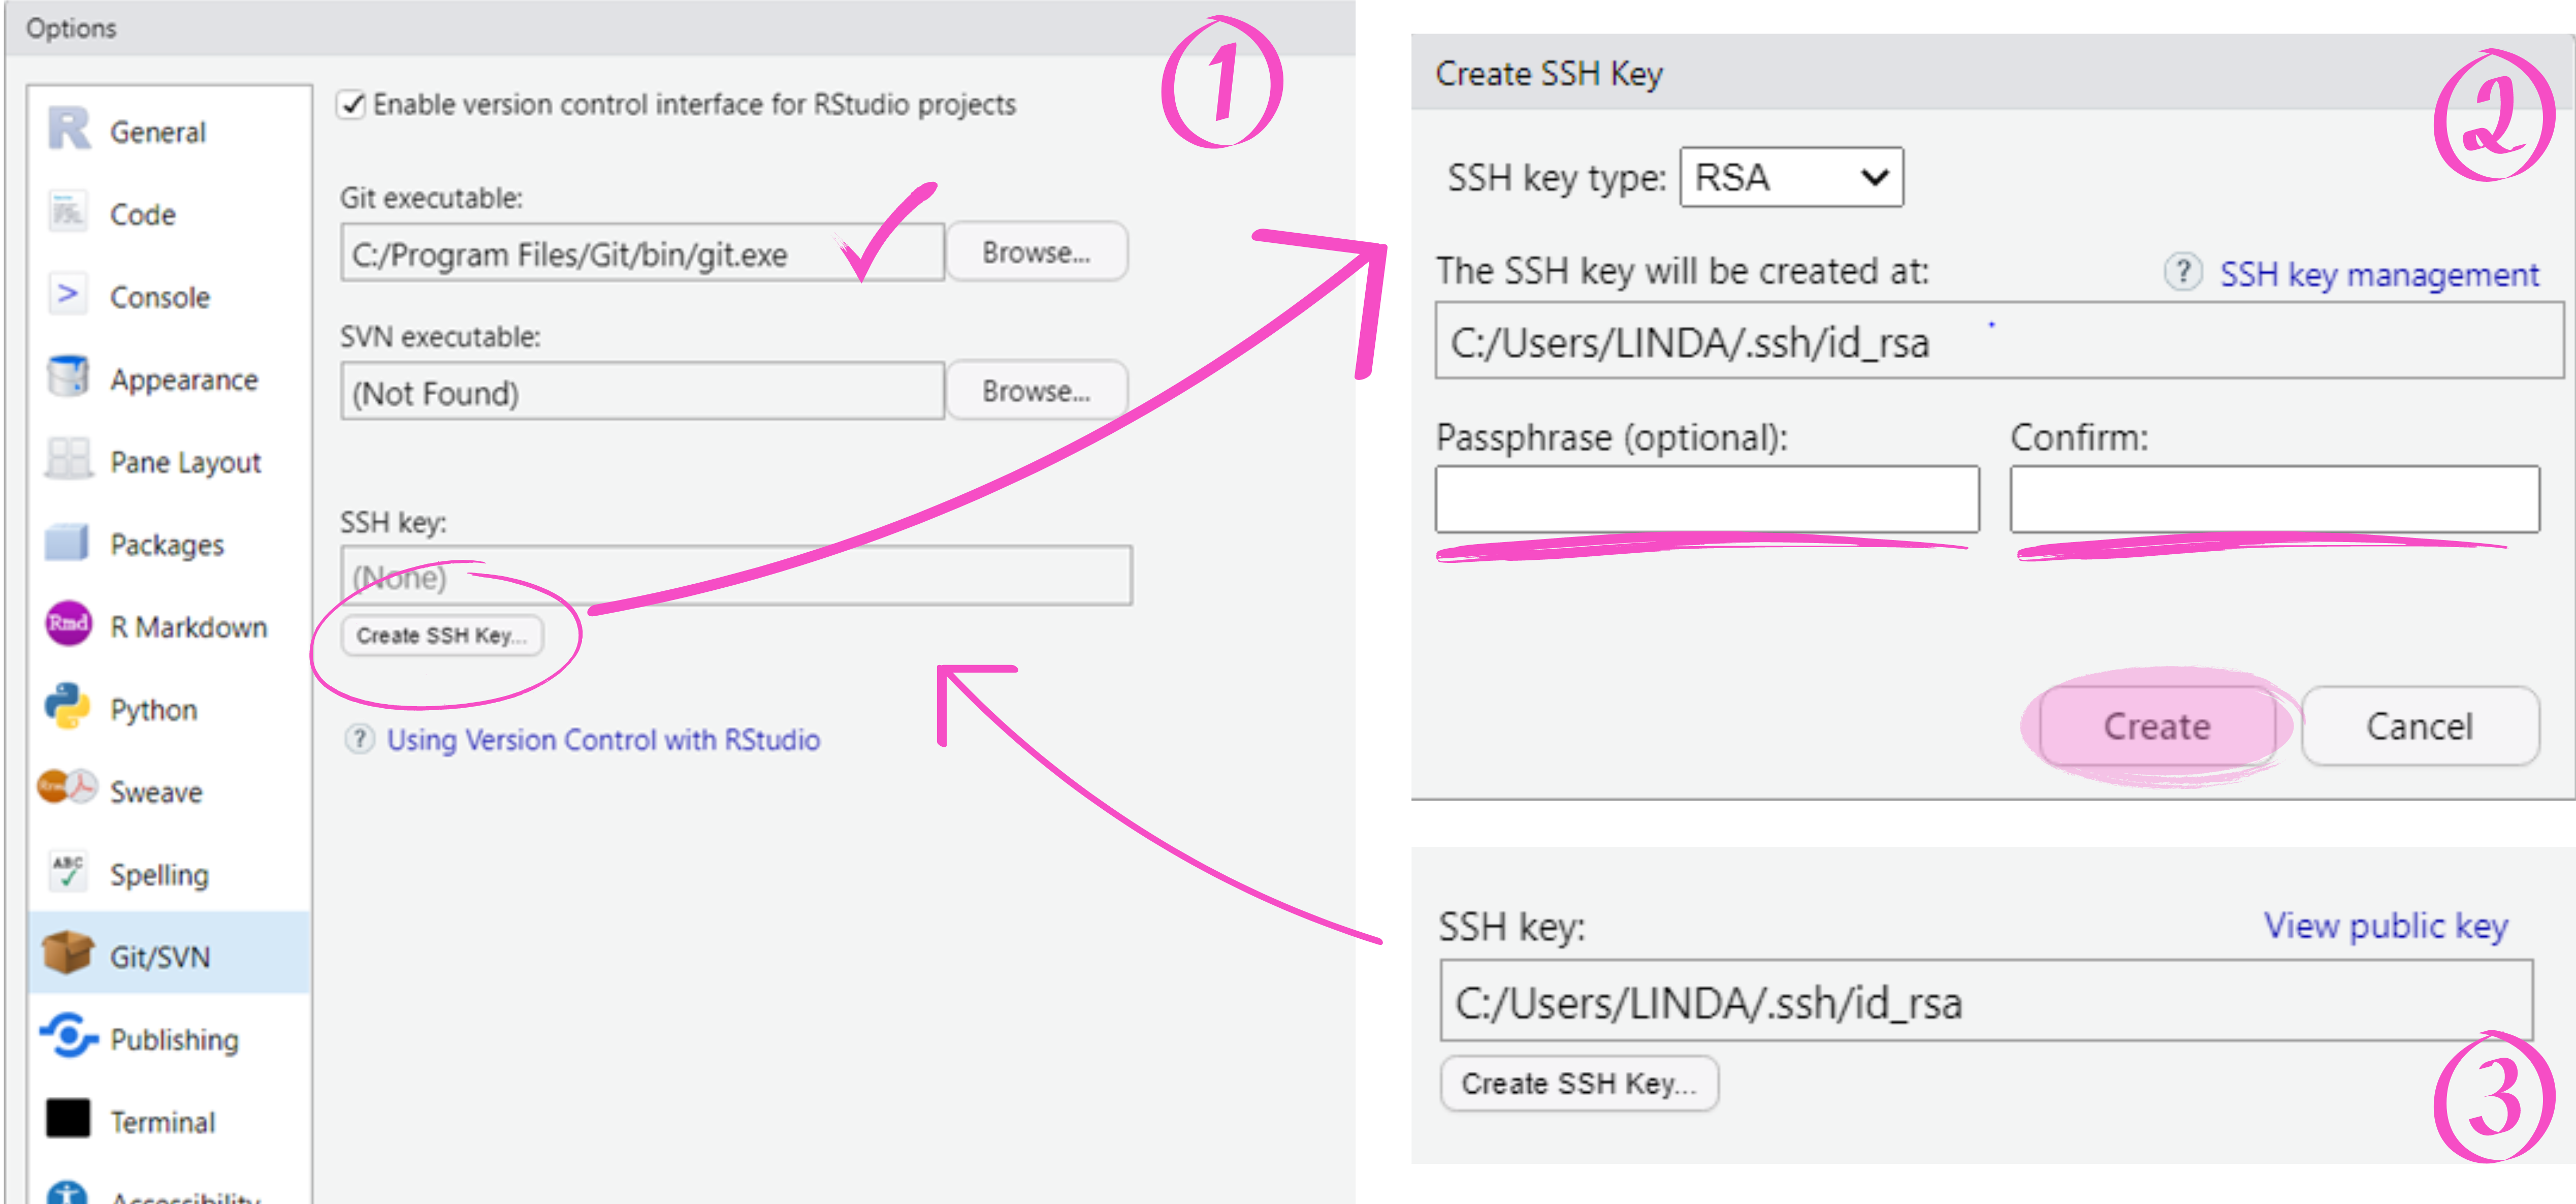 Options
1
General
Code
Console
Appearance
Pane Layout
Packages
Rmd R Markdown
Python
Sweave
ABC Spelling
Git/SVN
Publishing
Terminal
Accessibility
Enable version control interface for RStudio projects
Git executable:
C:/Program Files/Git/bin/git.exe Browse...
SVN executable:
(Not Found) Browse...
SSH key:
(None)
Create SSH Key...
? Using Version Control with RStudio
Create SSH Key
2
SSH key type: RSA
The SSH key will be created at: ? SSH key management
C:/Users/LINDA/.ssh/id_rsa
Passphrase (optional): Confirm:
Create Cancel
SSH key: View public key
C:/Users/LINDA/.ssh/id_rsa
Create SSH Key...
3